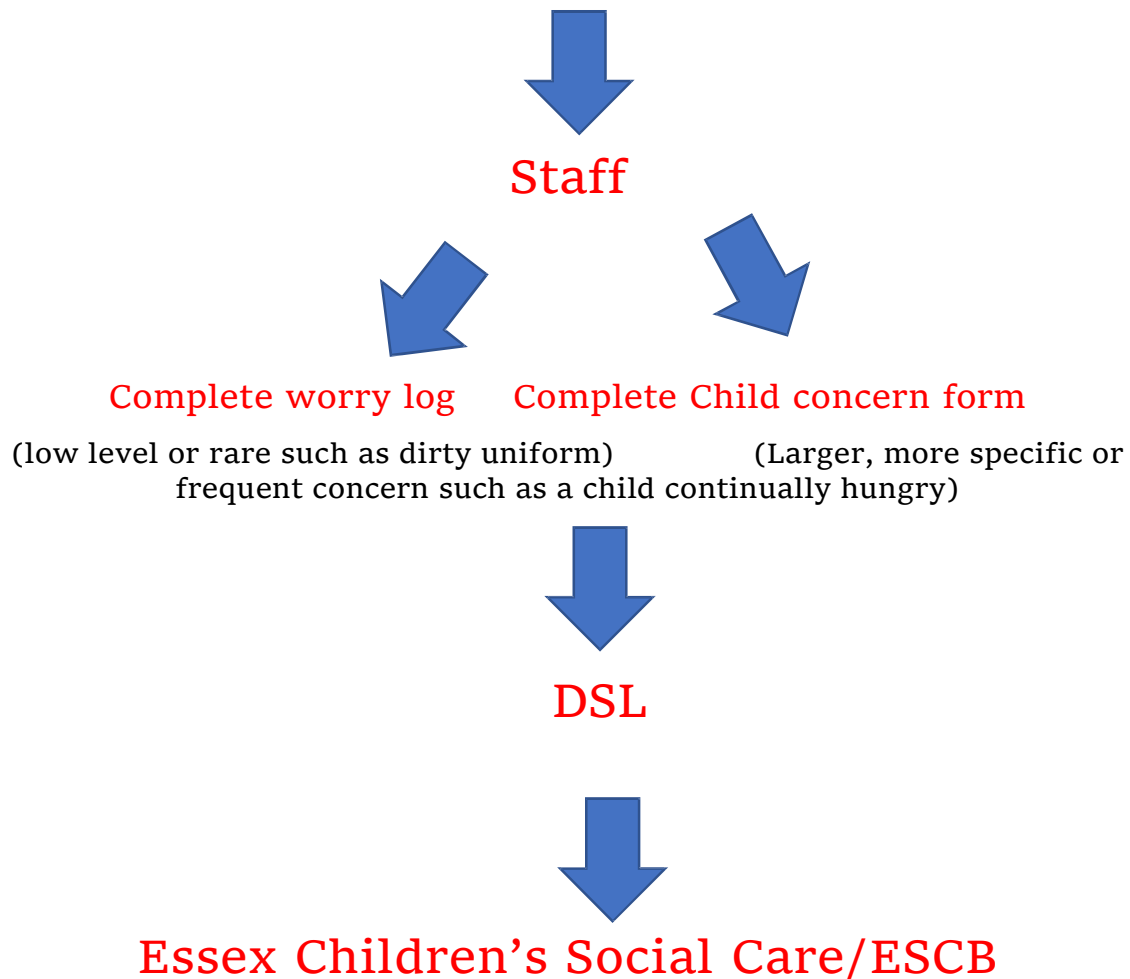 Staff
Complete worry log Complete Child concern form
(low level or rare such as dirty uniform) (Larger, more specific or
frequent concern such as a child continually hungry)
DSL
Essex Children’s Social Care/ESCB